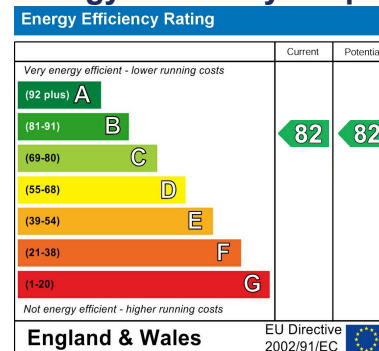 Energy Efficiency Rating
Current Potential
Very energy efficient - lower running costs
(92 plus) A
(81-91) B
82 82
(69-80) C
(55-68) D
(39-54) E
(21-38) F
(1-20) G
Not energy efficient - higher running costs
England & Wales
EU Directive
2002/91/EC